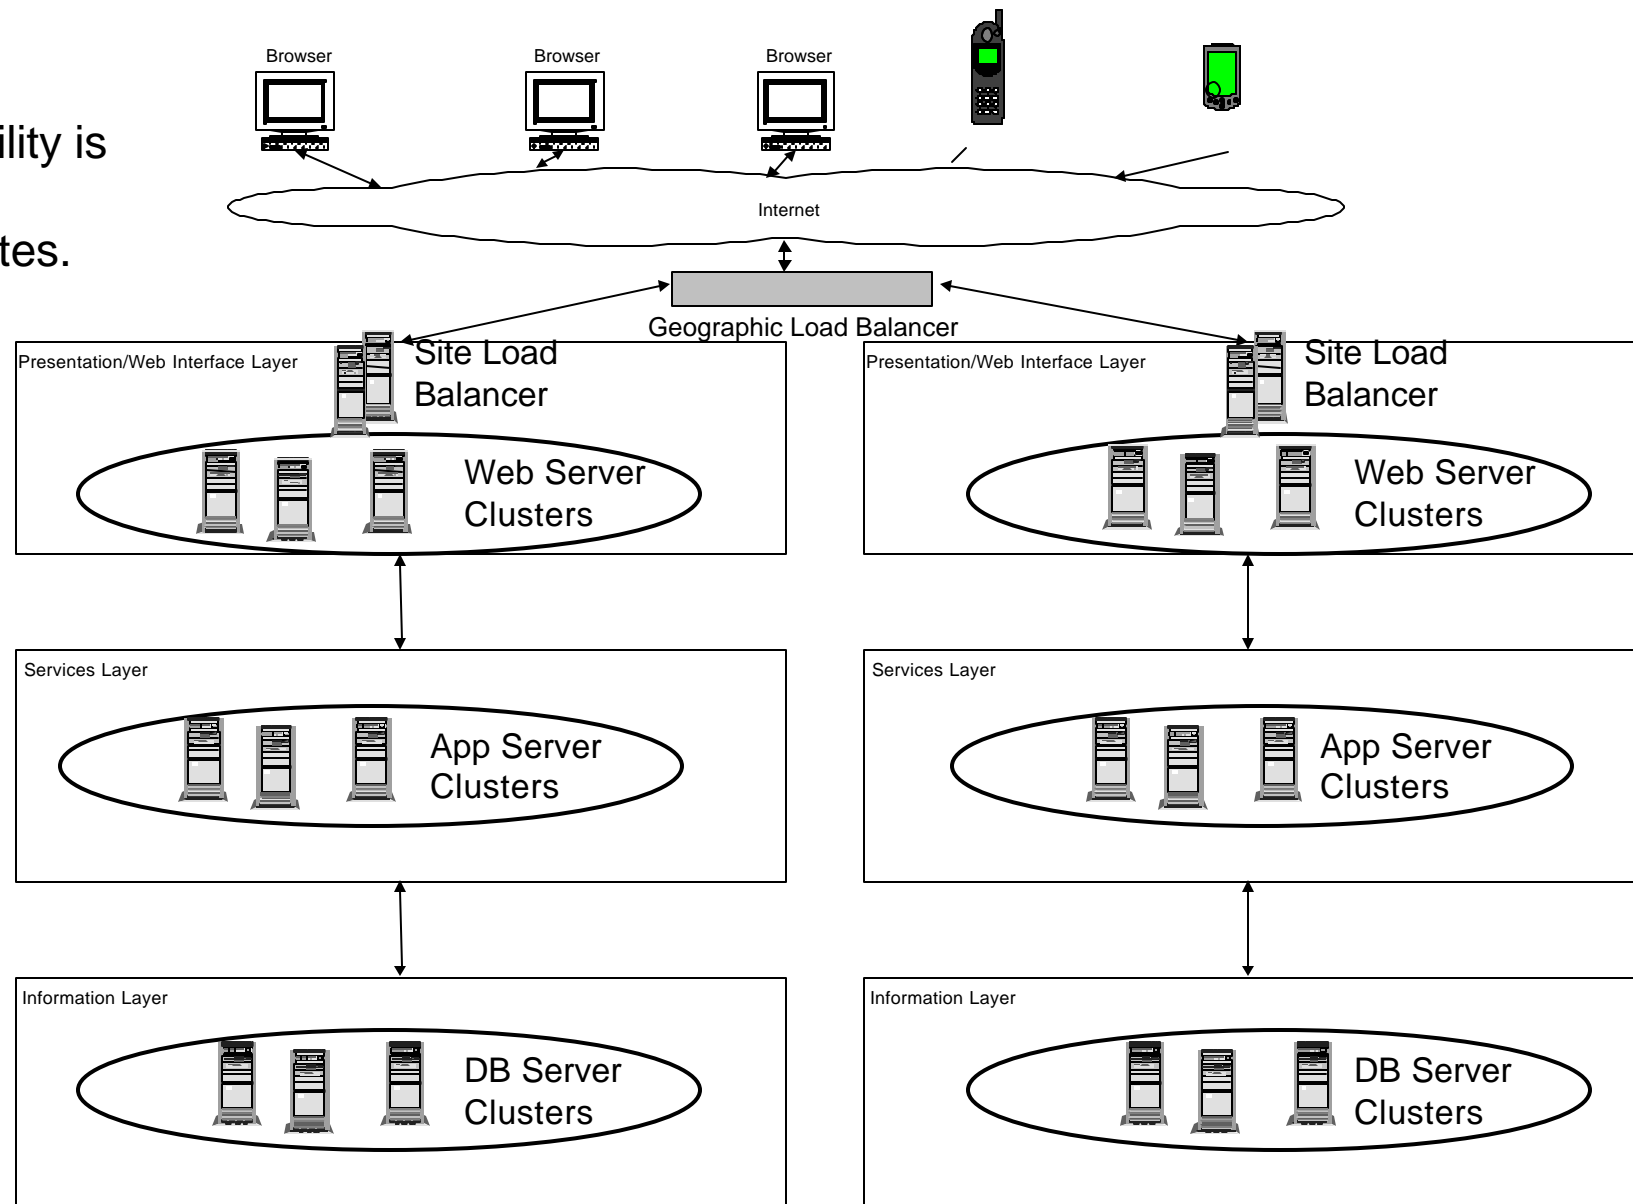 Browser
Browser
Browser
ility is
tes.
Internet
Geographic Load Balancer
Presentation/Web Interface Layer
Site Load
Balancer
Web Server
Clusters
Services Layer
App Server
Clusters
Information Layer
DB Server
Clusters
Presentation/Web Interface Layer
Site Load
Balancer
Web Server
Clusters
Services Layer
App Server
Clusters
Information Layer
DB Server
Clusters